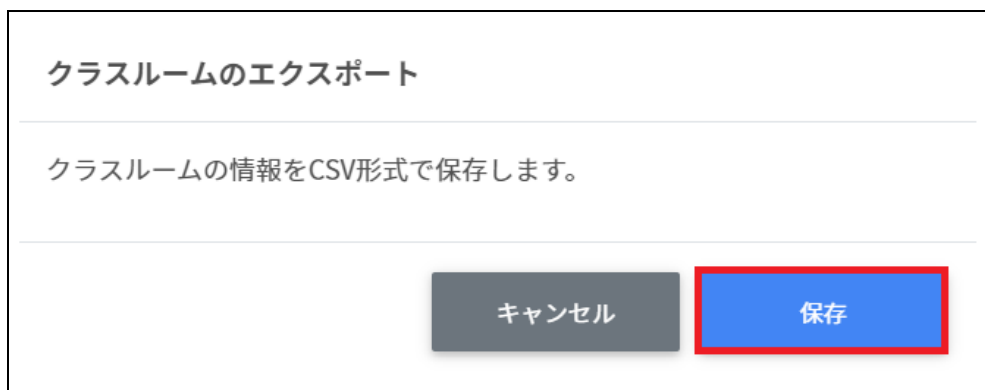 クラスルームのエクスポート
クラスルームの情報をCSV形式で保存します。
キャンセル
保存